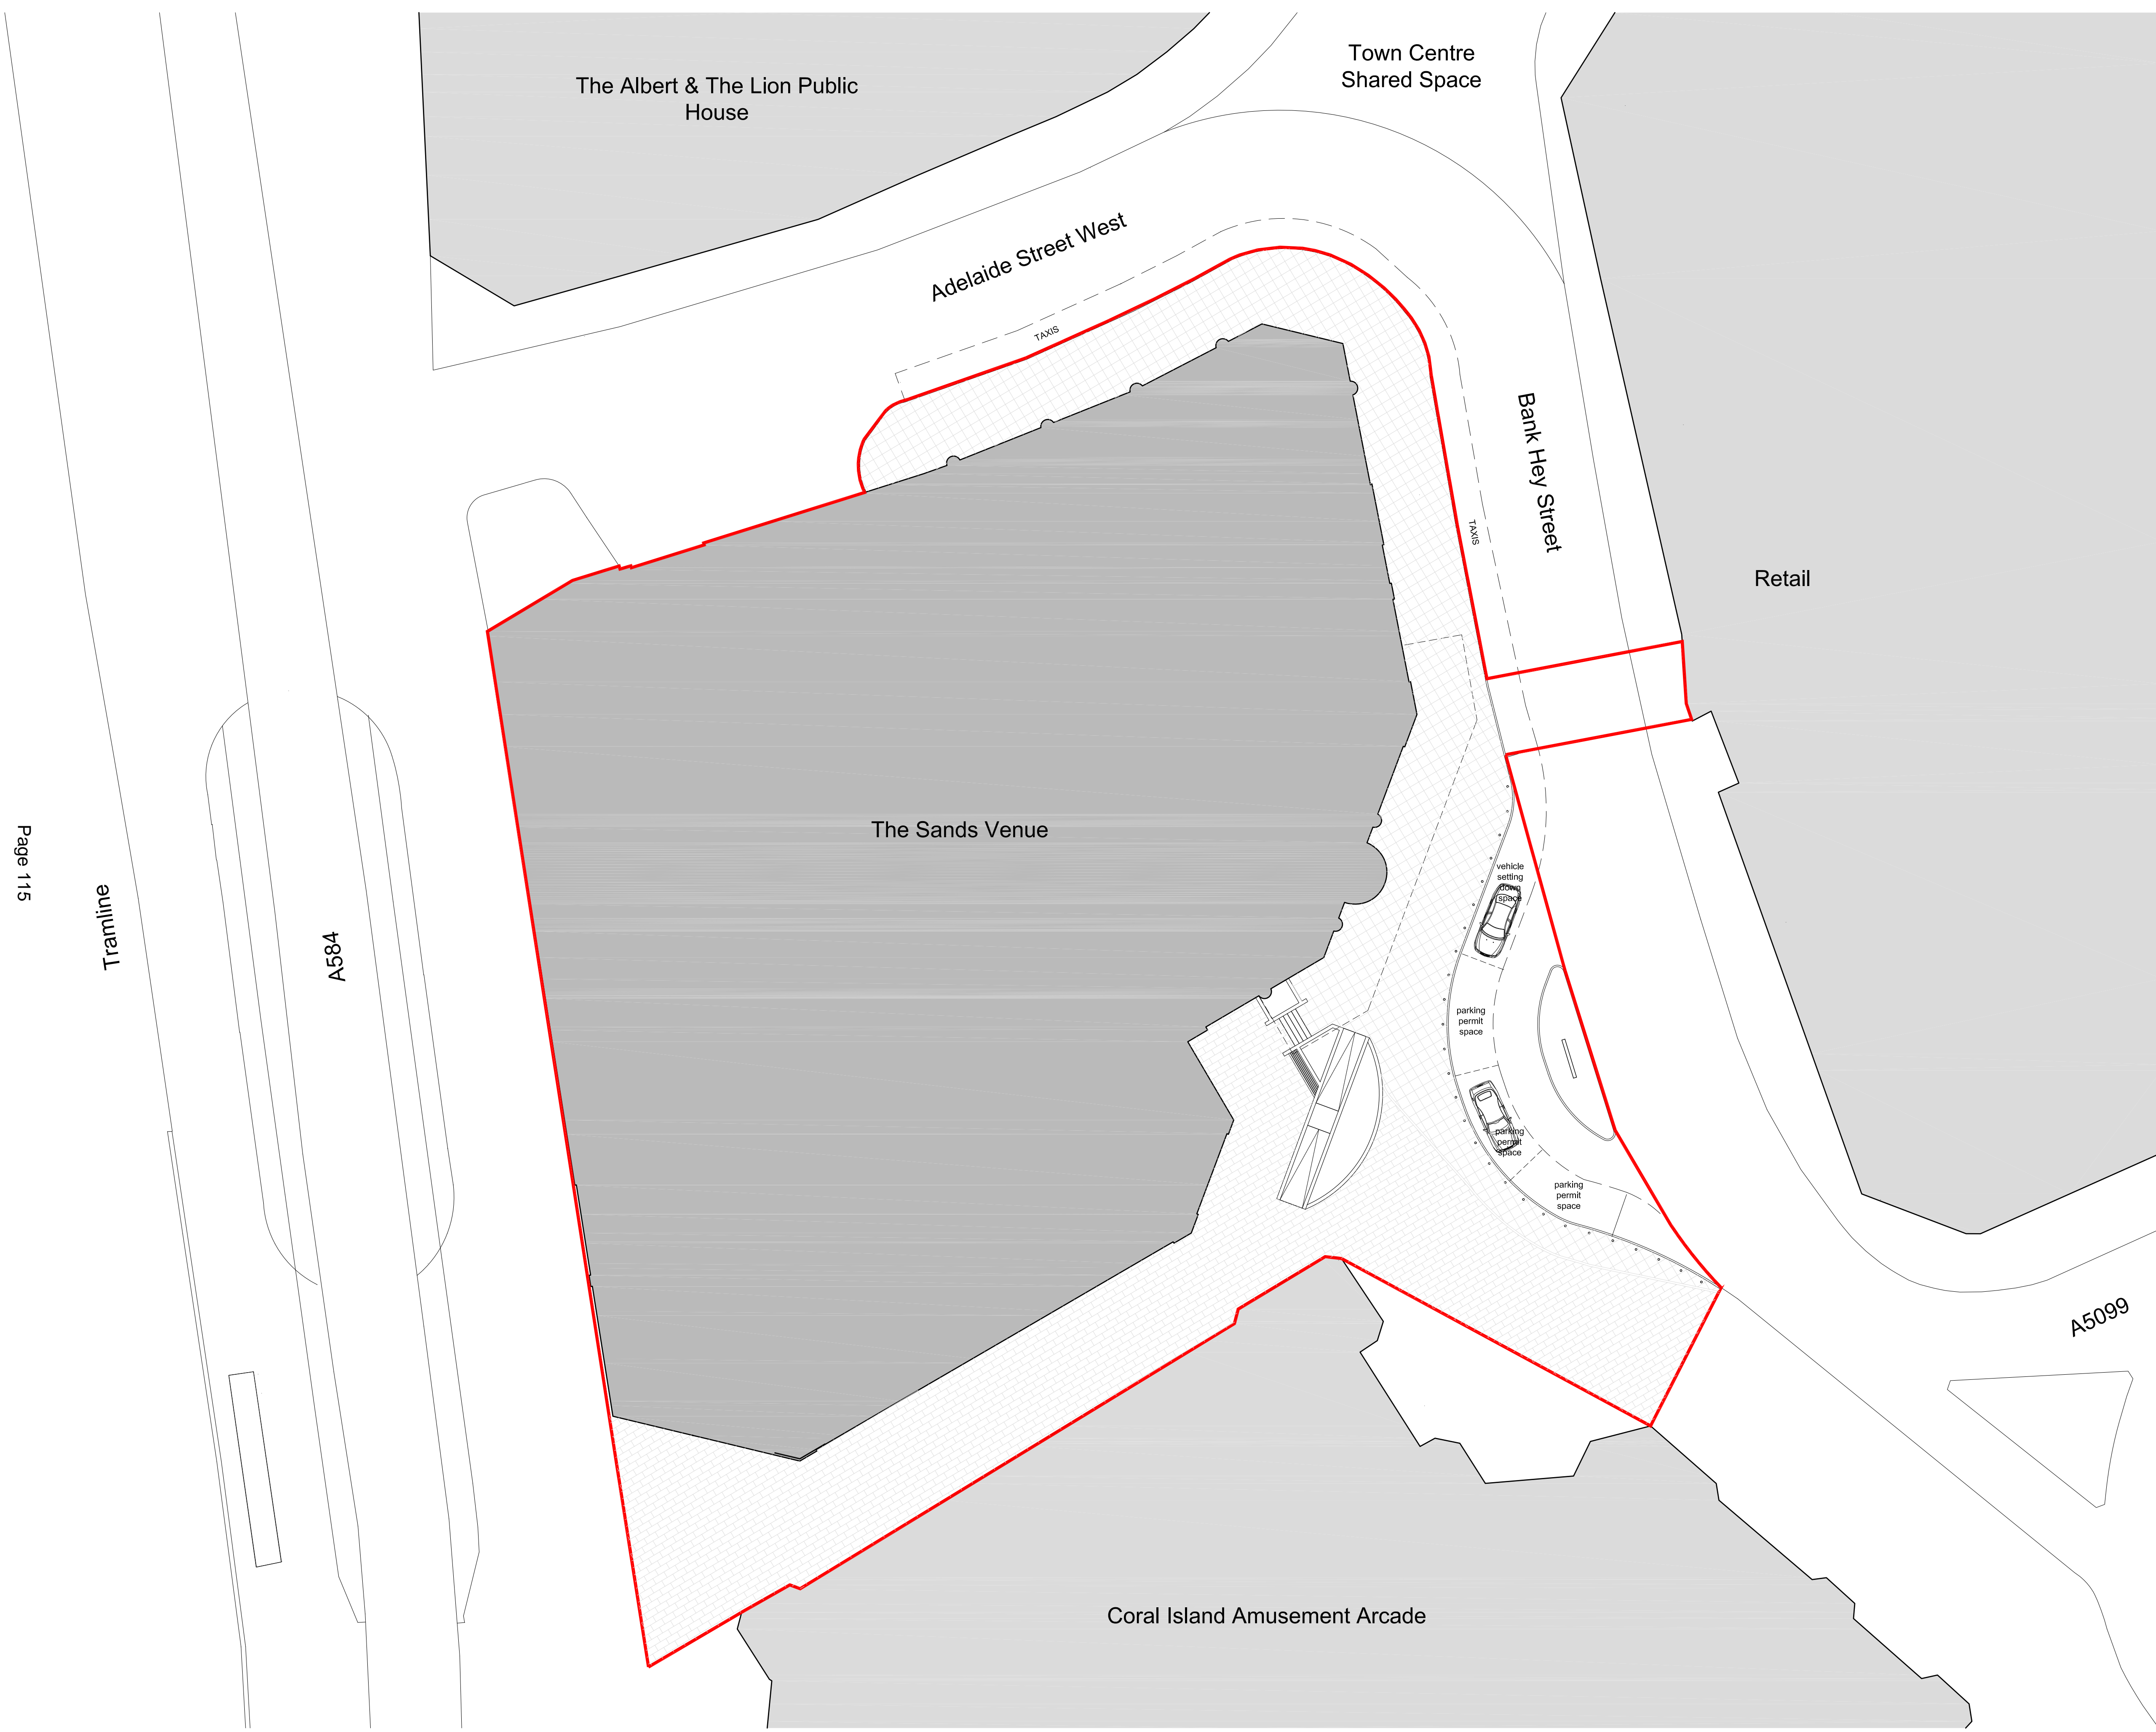 The Albert & The Lion Public
House
Town Centre
Shared Space
Adelaide Street West
TAXIS
Bank Hey Street
TAXIS
Retail
The Sands Venue
Page 115
Tramline
A584
vehicle
setting
down
space
parking
permit
space
parking
permit
space
parking
permit
space
A5099
Coral Island Amusement Arcade